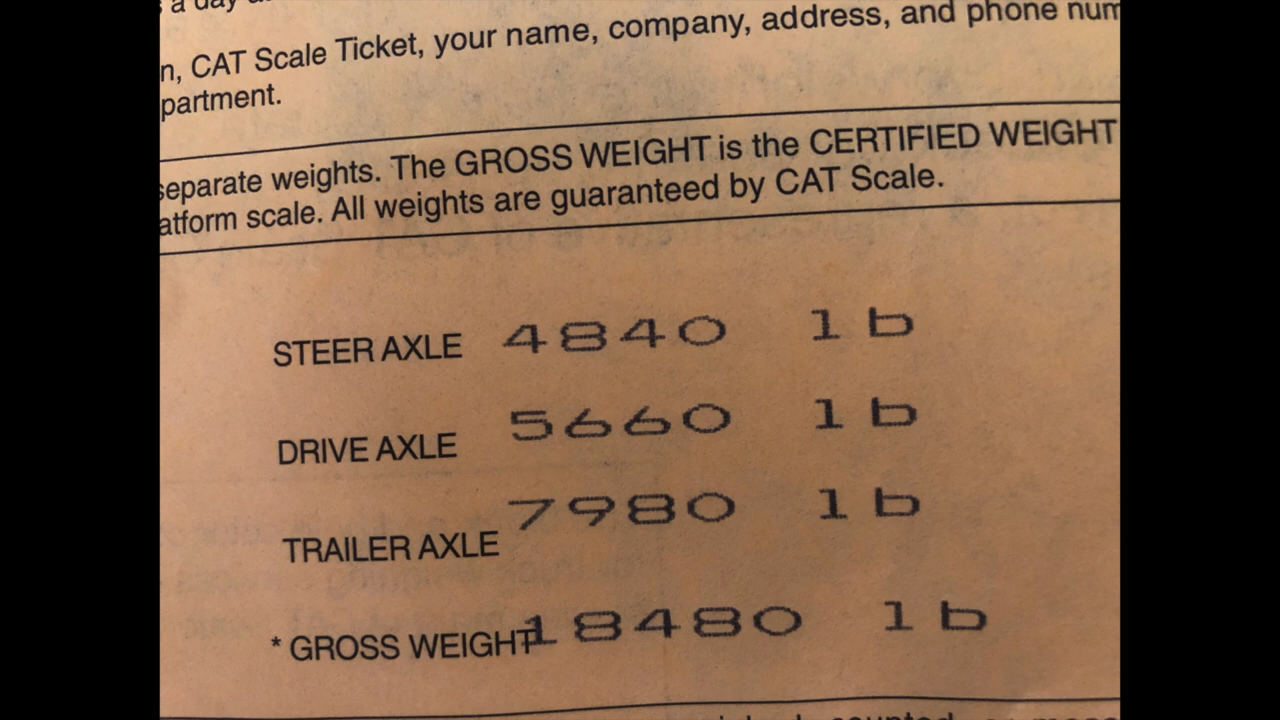 a day
n, CAT Scale Ticket, your name, company, address, and phone num
partment.
separate weights. The GROSS WEIGHT is the CERTIFIED WEIGHT
atform scale. All weights are guaranteed by CAT Scale.
STEER AXLE 4840 lb
DRIVE AXLE 5660 lb
TRAILER AXLE 7980 lb
* GROSS WEIGHT 18480 lb